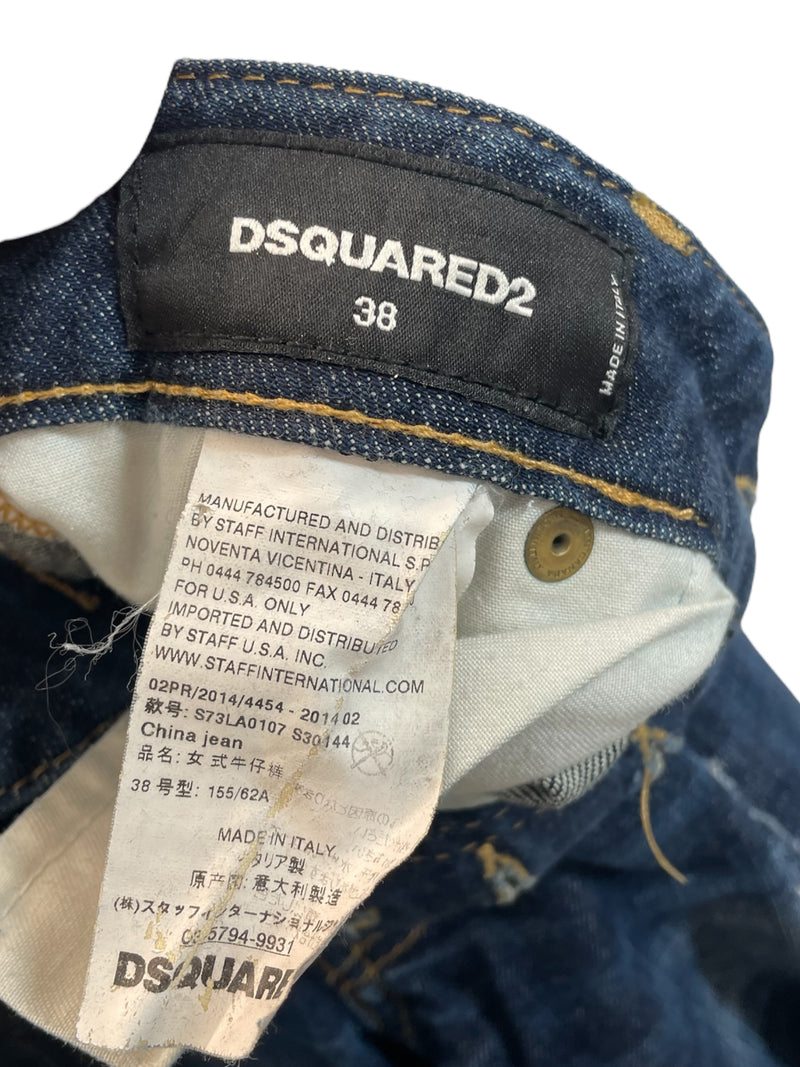 DSQUARED2
38
MADE IN ITALY
MANUFACTURED AND DISTRIB
BY STAFF INTERNATIONAL S.P
NOVENTA VICENTINA - ITALY
PH 0444 784500 FAX 0444 78
FOR U.S.A. ONLY
IMPORTED AND DISTRIBUTED
BY STAFF U.S.A. INC.
WWW.STAFFINTERNATIONAL.COM
02PR/2014/4454 - 2014 02
款号: S73LA0107 S30144
China jean
品名: 女 式牛仔裤
38 号型: 155/62A
MADE IN ITALY
タリア製
原产国: 意大利製造
(株)スタッフインターナショナルジ
5794-9931
DSQUARE